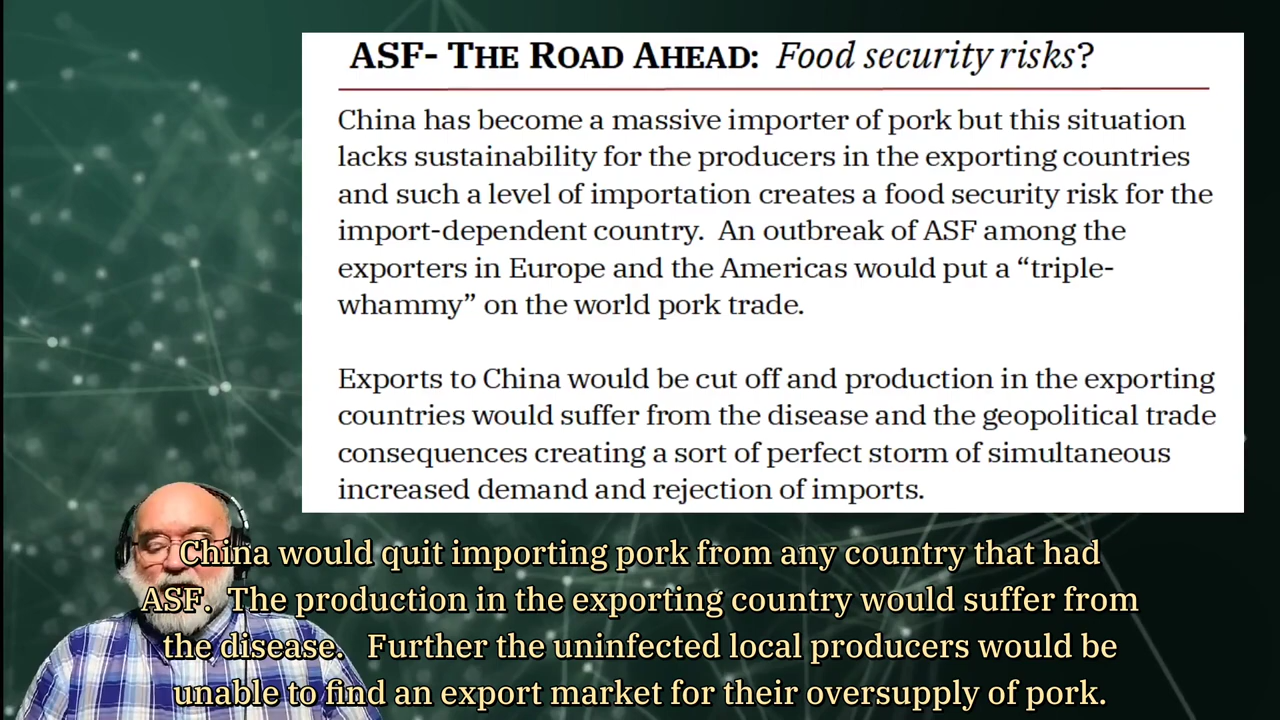 ASF- THE ROAD AHEAD: Food security risks?
China has become a massive importer of pork but this situation
lacks sustainability for the producers in the exporting countries
and such a level of importation creates a food security risk for the
import-dependent country. An outbreak of ASF among the
exporters in Europe and the Americas would put a “triple-
whammy” on the world pork trade.
Exports to China would be cut off and production in the exporting
countries would suffer from the disease and the geopolitical trade
consequences creating a sort of perfect storm of simultaneous
increased demand and rejection of imports.
China would quit importing pork from any country that had
ASF. The production in the exporting country would suffer from
the disease. Further the uninfected local producers would be
unable to find an export market for their oversupply of pork.